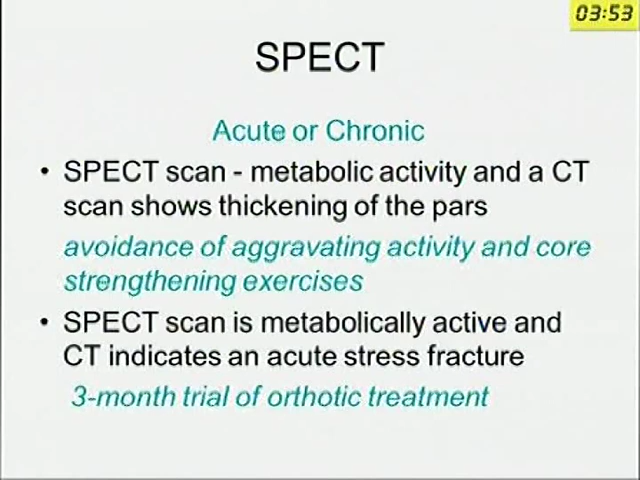 03:53
SPECT
Acute or Chronic
• SPECT scan - metabolic activity and a CT
scan shows thickening of the pars
avoidance of aggravating activity and core
strengthening exercises
• SPECT scan is metabolically active and
CT indicates an acute stress fracture
3-month trial of orthotic treatment